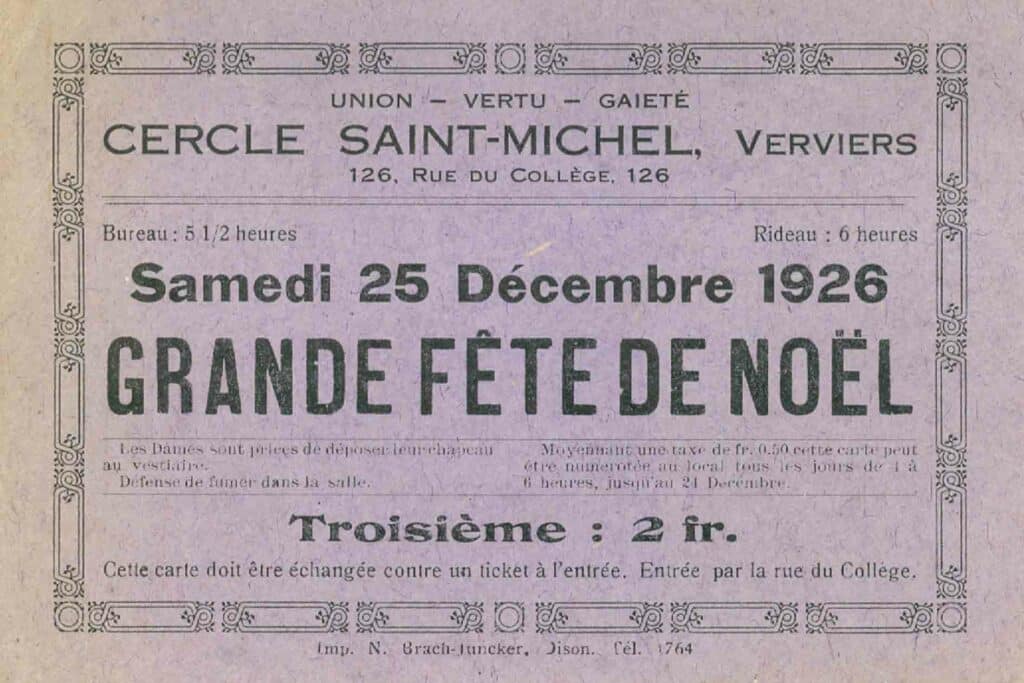 UNION — VERTU — GAIETÉ
CERCLE SAINT-MICHEL, VERVIERS
126, RUE DU COLLÈGE, 126
Bureau : 5 1/2 heures
Rideau : 6 heures
Samedi 25 Décembre 1926
GRANDE FÊTE DE NOËL
Les Dames sont priées de déposer leur chapeau
au vestiaire.
Défense de fumer dans la salle.
Moyennant une taxe de fr. 0.50 cette carte peut
être numérotée au local tous les jours de 4 à
6 heures, jusqu'au 24 Décembre.
Troisième : 2 fr.
Cette carte doit être échangée contre un ticket à l'entrée. Entrée par la rue du Collège.
Imp. N. Brach-Juncker, Dison. Tél. 1764